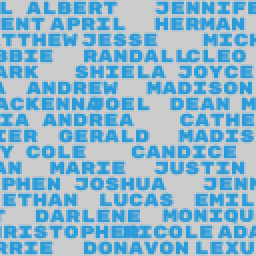 L ALBERT JENNIFE
ENT APRIL HERMAN
TTHEW JESSE MICH
BBIE RANDALL CLEO
ARK SHIELA JOYCE
A ANDREW MADISON
ACKENNA JOEL DEAN M
IA ANDREA CATHE
IER GERALD MADIS
Y COLE CANDICE
AN MARIE JUSTIN
PHEN JOSHUA JENN
ETHAN LUCAS EMIL
T DARLENE MONIQU
HRISTOPHER NICOLE ADA
RRIE DONAVON LEXU